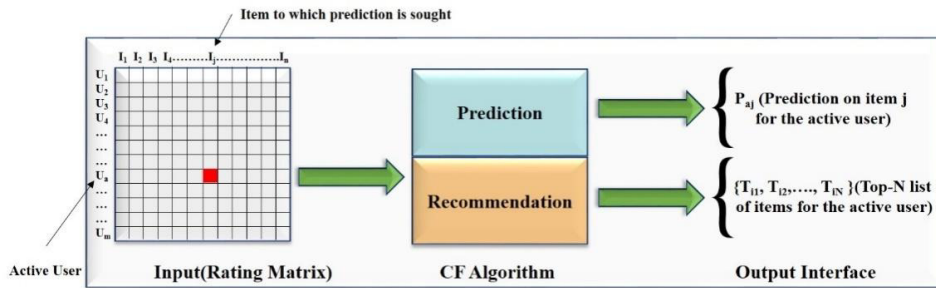 Item to which prediction is sought
I₁ I₂ I₃ I₄..........Iⱼ..................Iₙ
U₁
U₂
U₃
U₄
...
...
...
Uₐ
...
...
...
Uₘ
Active User
Input(Rating Matrix)
Prediction
Recommendation
CF Algorithm
Pₐⱼ (Prediction on item j
for the active user)
{Tᵢ₁, Tᵢ₂,...., TᵢN }(Top-N list
of items for the active user)
Output Interface